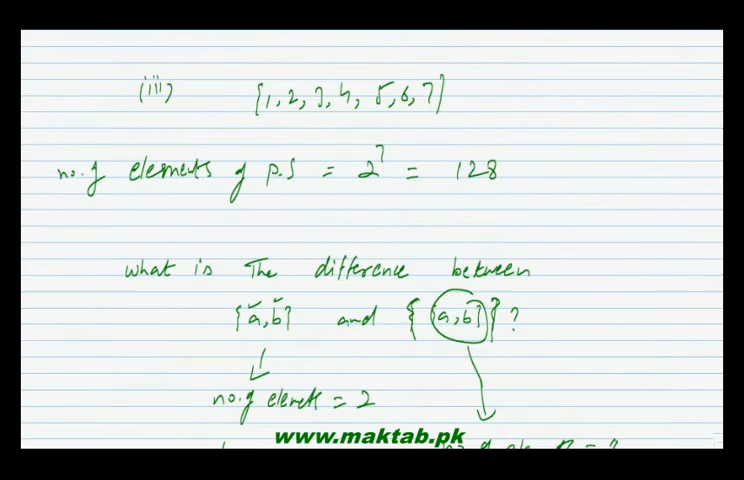 (iii) {1, 2, 3, 4, 5, 6, 7}
no. of elements of P.S = 2⁷ = 128
what is The difference between
{a, b} and {{a, b}} ?
no. of elements = 2
www.maktab.pk